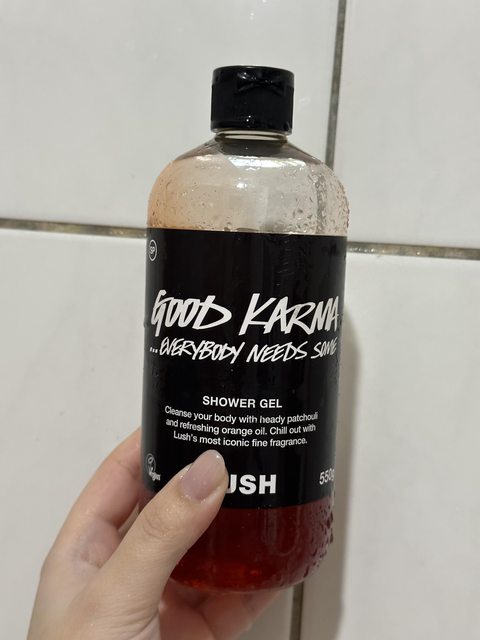 GOOD KARMA
...EVERYBODY NEEDS SOME
SHOWER GEL
Cleanse your body with heady patchouli
and refreshing orange oil. Chill out with
Lush's most iconic fine fragrance.
Vegan
USH
550g